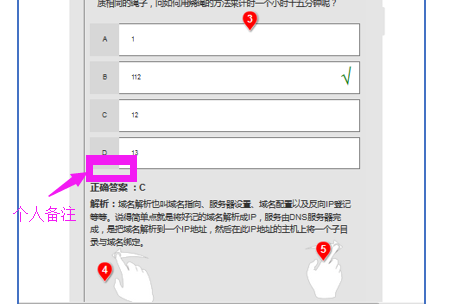 质相同的绳子，问如何用烧绳的方法来计时一个小时十五分钟呢？
3
A 1
B 112
C 12
D 13
个人备注
正确答案 ：C
解析：域名解析也叫域名指向、服务器设置、域名配置以及反向IP登记
等等。说得简单点就是将好记的域名解析成IP，服务由DNS服务器完
成，是把域名解析到一个IP地址，然后在此IP地址的主机上将一个子目
录与域名绑定。
4
5